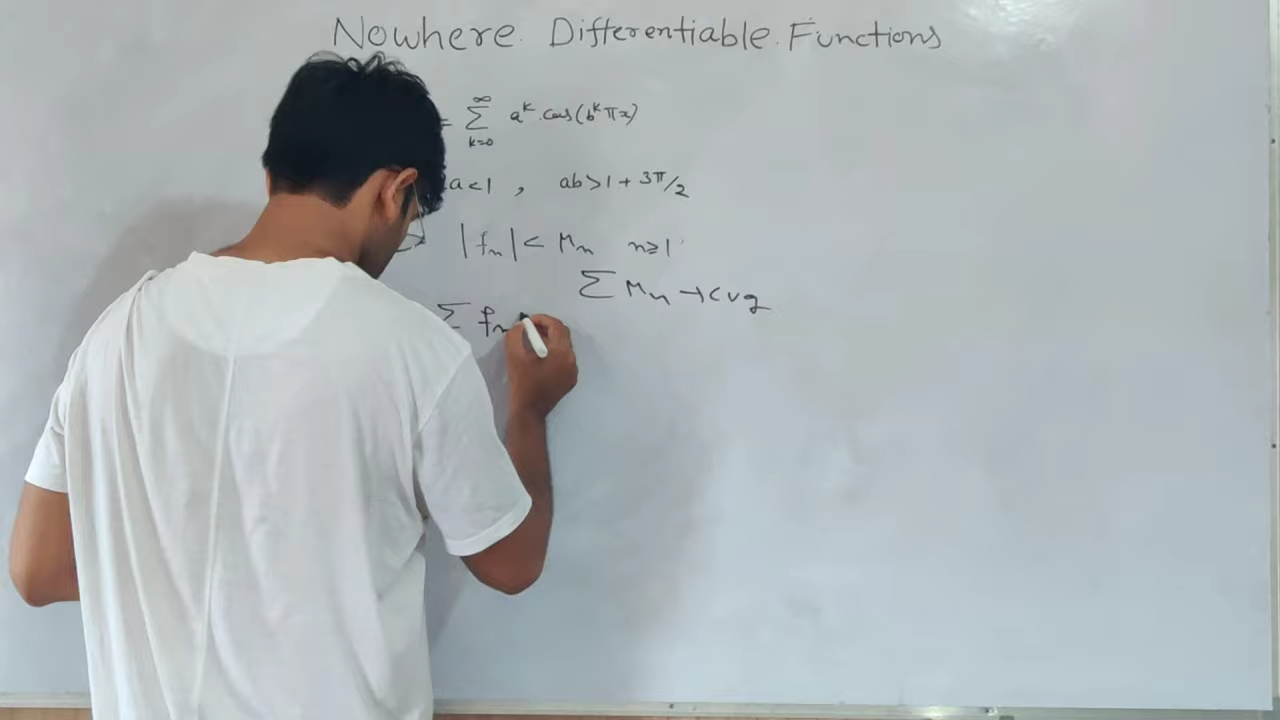 Nowhere Differentiable Functions
= ∑_{k=0}^{∞} a^k cos(b^k πx)
a<1 , ab>1+3π/2
|f_n| < M_n n≥1
∑ M_n → cvg
∑ f_n